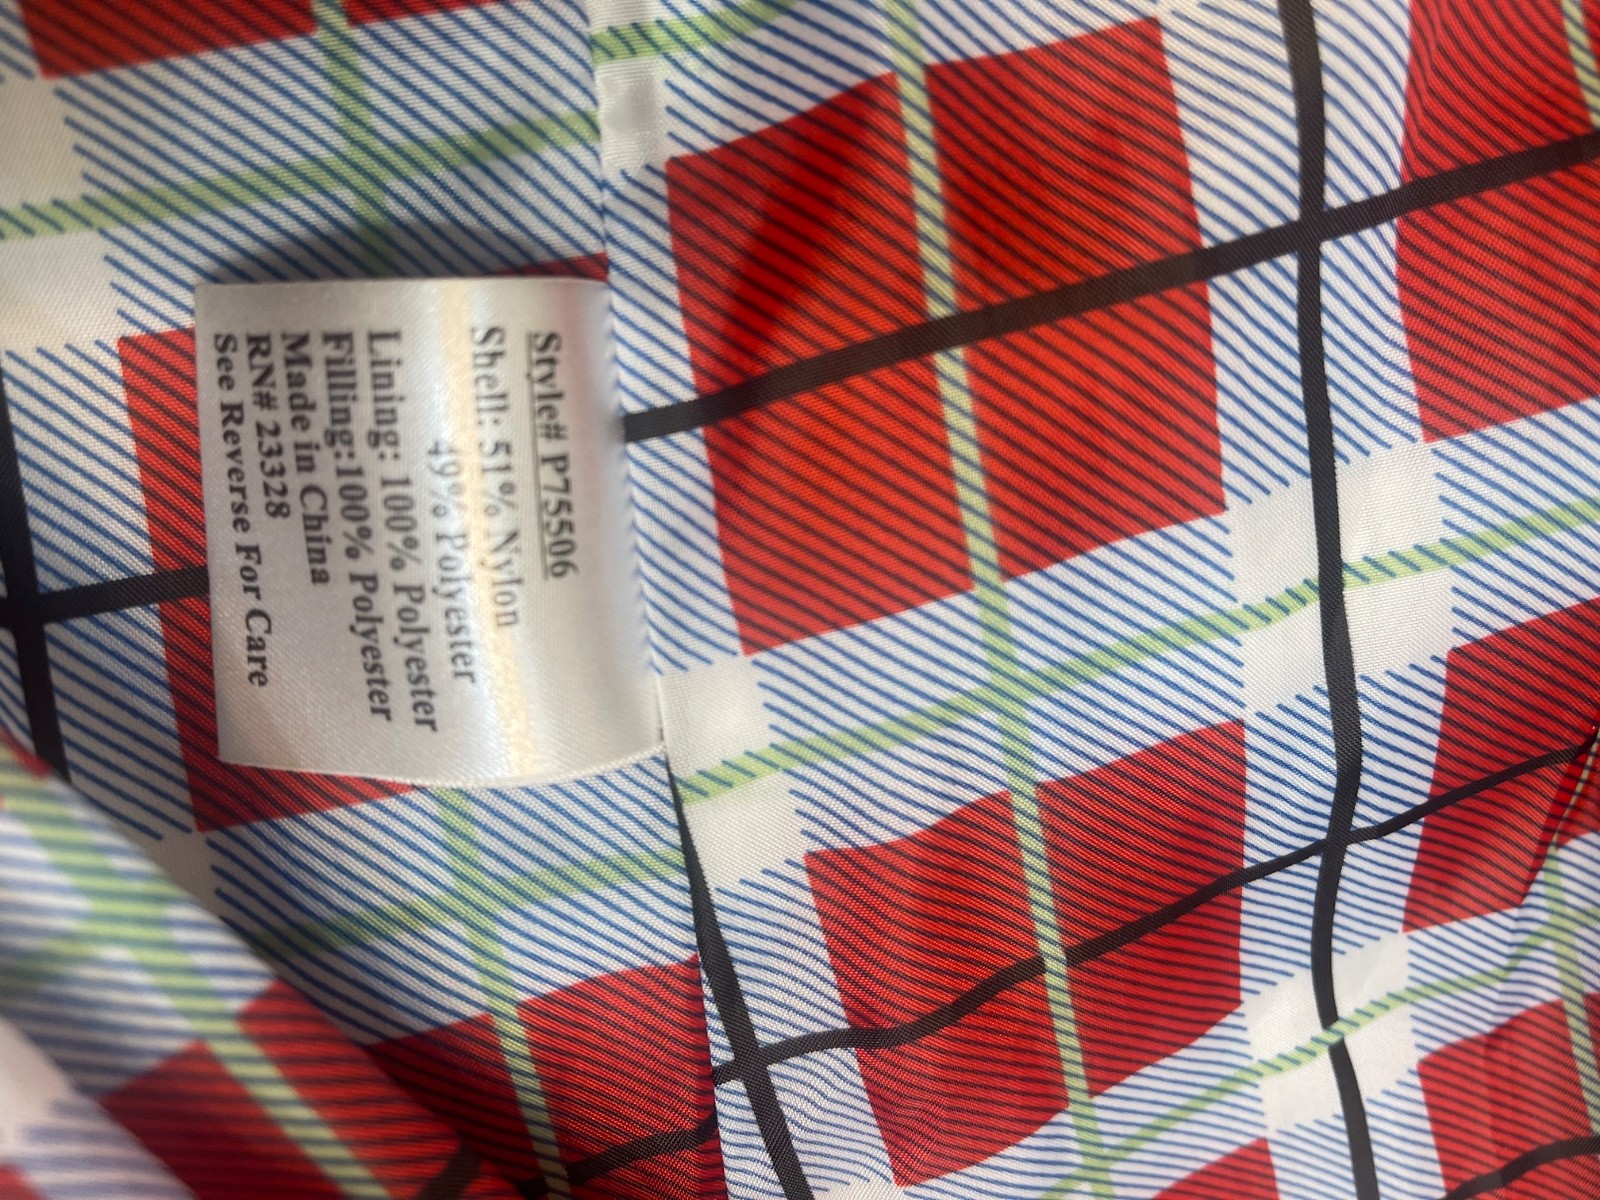 Style# P75506
Shell: 51% Nylon
49% Polyester
Lining: 100% Polyester
Filling:100% Polyester
Made in China
RN# 23328
See Reverse For Care